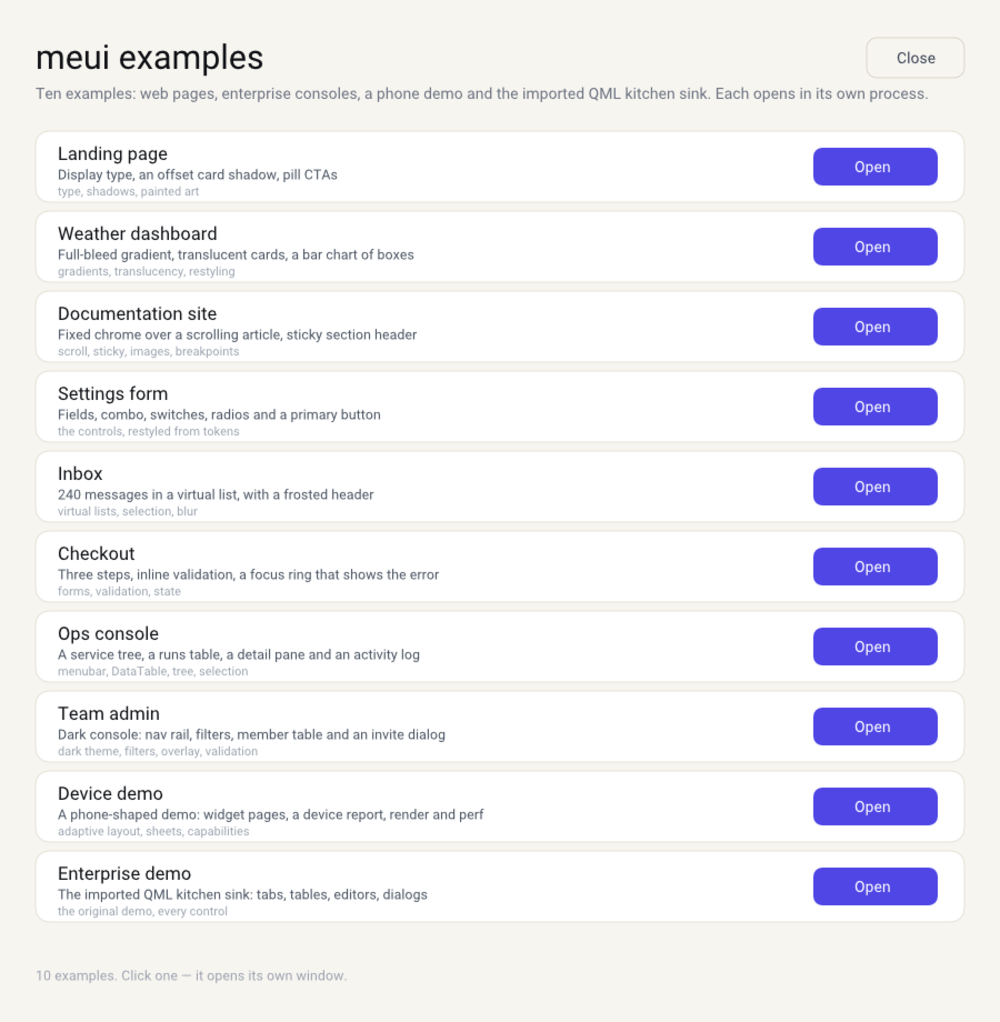 meui examples
Close
Ten examples: web pages, enterprise consoles, a phone demo and the imported QML kitchen sink. Each opens in its own process.
Landing page
Display type, an offset card shadow, pill CTAs
type, shadows, painted art
Open
Weather dashboard
Full-bleed gradient, translucent cards, a bar chart of boxes
gradients, translucency, restyling
Open
Documentation site
Fixed chrome over a scrolling article, sticky section header
scroll, sticky, images, breakpoints
Open
Settings form
Fields, combo, switches, radios and a primary button
the controls, restyled from tokens
Open
Inbox
240 messages in a virtual list, with a frosted header
virtual lists, selection, blur
Open
Checkout
Three steps, inline validation, a focus ring that shows the error
forms, validation, state
Open
Ops console
A service tree, a runs table, a detail pane and an activity log
menubar, DataTable, tree, selection
Open
Team admin
Dark console: nav rail, filters, member table and an invite dialog
dark theme, filters, overlay, validation
Open
Device demo
A phone-shaped demo: widget pages, a device report, render and perf
adaptive layout, sheets, capabilities
Open
Enterprise demo
The imported QML kitchen sink: tabs, tables, editors, dialogs
the original demo, every control
Open
10 examples. Click one — it opens its own window.